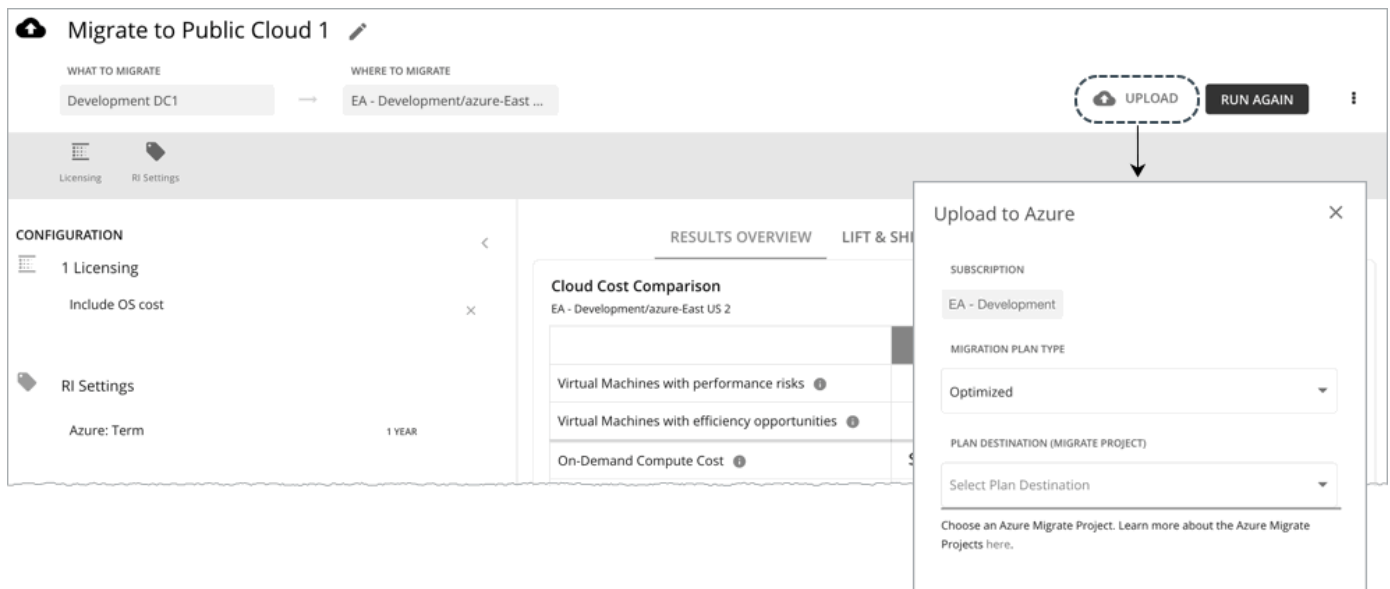 Migrate to Public Cloud 1
WHAT TO MIGRATE
WHERE TO MIGRATE
Development DC1
EA - Development/azure-East ...
UPLOAD
RUN AGAIN
Licensing
RI Settings
CONFIGURATION
1 Licensing
Include OS cost
RI Settings
Azure: Term
1 YEAR
RESULTS OVERVIEW
LIFT & SHI
Cloud Cost Comparison
EA - Development/azure-East US 2
Virtual Machines with performance risks
Virtual Machines with efficiency opportunities
On-Demand Compute Cost
Upload to Azure
SUBSCRIPTION
EA - Development
MIGRATION PLAN TYPE
Optimized
PLAN DESTINATION (MIGRATE PROJECT)
Select Plan Destination
Choose an Azure Migrate Project. Learn more about the Azure Migrate
Projects here.